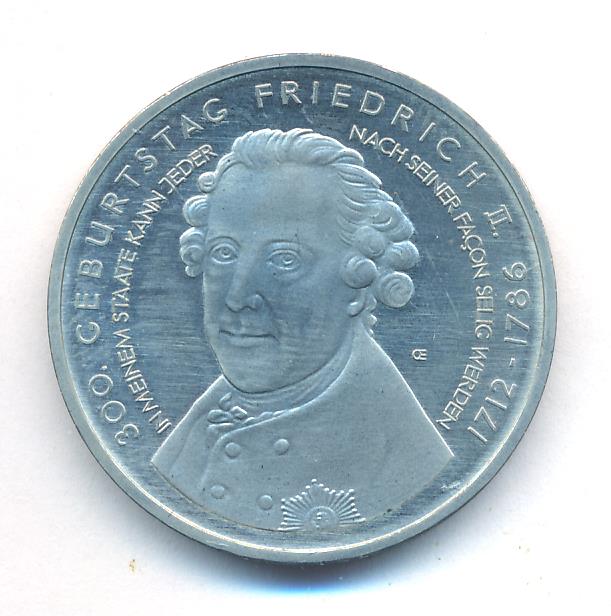 300. GEBURTSTAG FRIEDRICH II. 1712-1786
IN MEINEM STAATE KANN JEDER
NACH SEINER FAÇON SELIG WERDEN